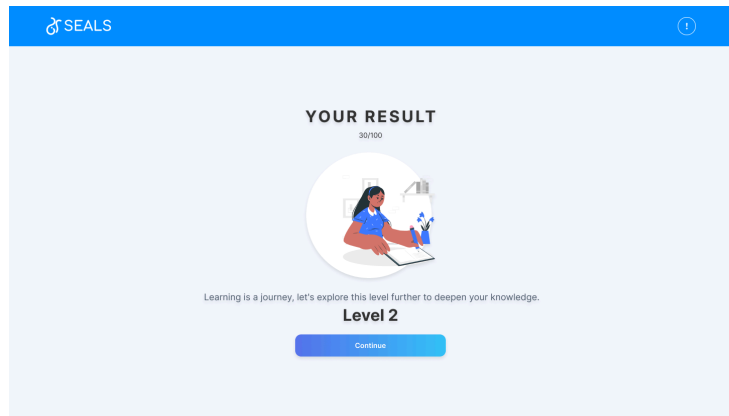 SEALS
!
YOUR RESULT
30/100
Learning is a journey, let's explore this level further to deepen your knowledge.
Level 2
Continue